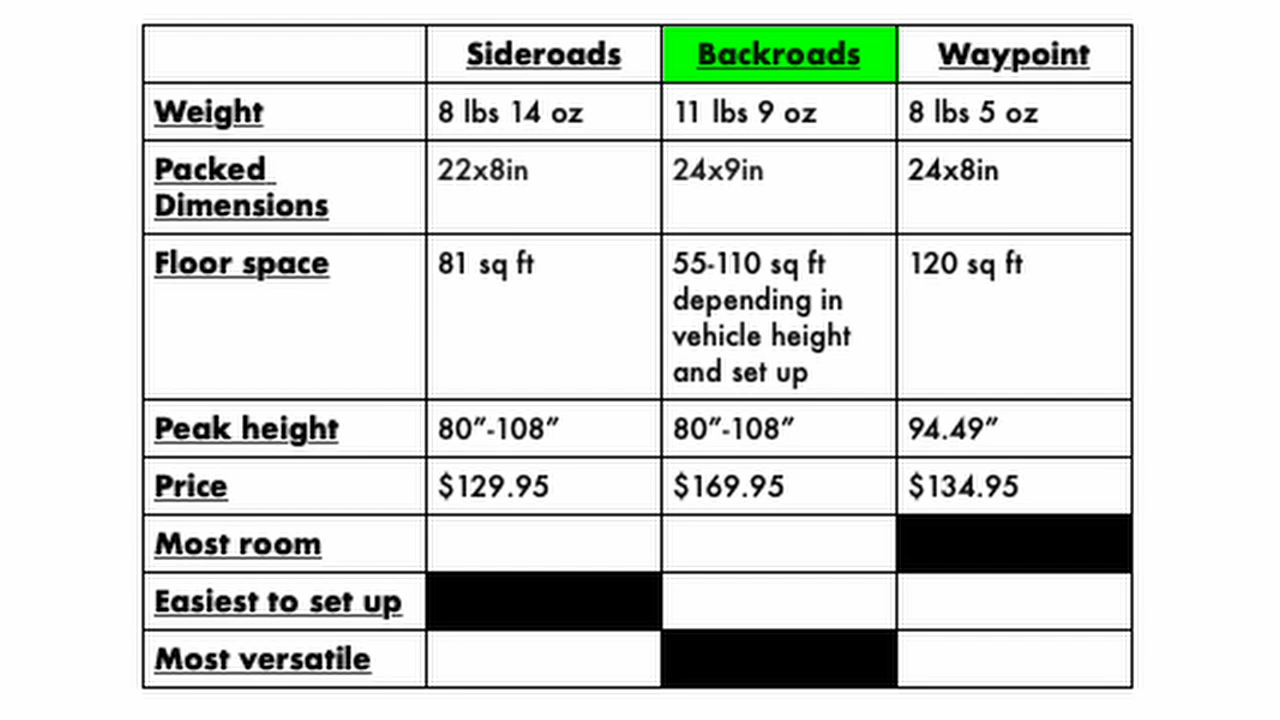 Sideroads Backroads Waypoint
Weight 8 lbs 14 oz 11 lbs 9 oz 8 lbs 5 oz
Packed 22x8in 24x9in 24x8in
Dimensions
Floor space 81 sq ft 55-110 sq ft 120 sq ft
depending in
vehicle height
and set up
Peak height 80”-108” 80”-108” 94.49”
Price $129.95 $169.95 $134.95
Most room
Easiest to set up
Most versatile